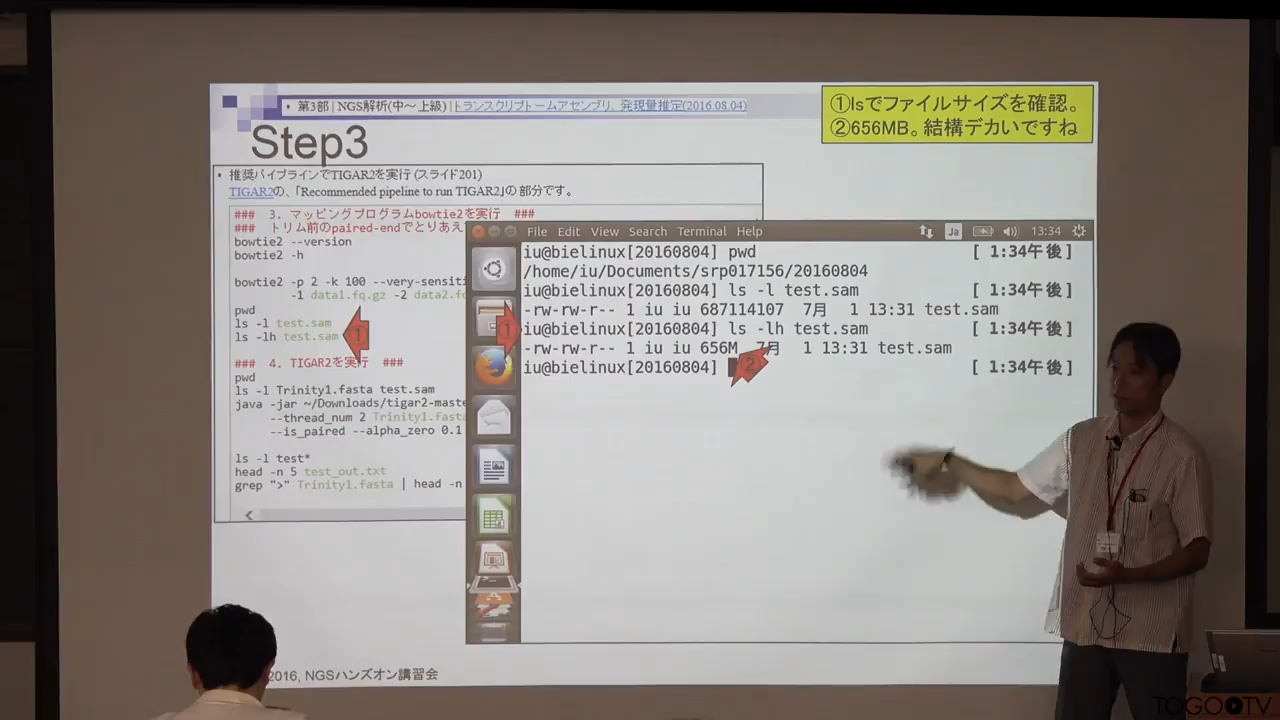 • 第3部 | NGS解析(中～上級) | トランスクリプトームアセンブリ、発現量推定(2016.08.04)
①lsでファイルサイズを確認。
②656MB。結構デカいですね
Step3
• 推奨パイプラインでTIGAR2を実行 (スライド201)
TIGAR2の、「Recommended pipeline to run TIGAR2」の部分です。
### 3. マッピングプログラムbowtie2を実行 ###
### トリム前のpaired-endでとりあえ
bowtie2 --version
bowtie2 -h
bowtie2 -p 2 -k 100 --very-sensiti
-1 data1.fq.gz -2 data2.fq
pwd
ls -l test.sam
ls -lh test.sam
①
### 4. TIGAR2を実行 ###
pwd
ls -l Trinity1.fasta test.sam
java -jar ~/Downloads/tigar2-maste
--thread_num 2 Trinity1.fasta
--is_paired --alpha_zero 0.1
ls -l test*
head -n 5 test_out.txt
grep ">" Trinity1.fasta | head -n
File Edit View Search Terminal Help
Ja
13:34
iu@bielinux[20160804] pwd [ 1:34午後]
/home/iu/Documents/srp017156/20160804
iu@bielinux[20160804] ls -l test.sam [ 1:34午後]
-rw-rw-r-- 1 iu iu 687114107 7月 1 13:31 test.sam
①
iu@bielinux[20160804] ls -lh test.sam [ 1:34午後]
-rw-rw-r-- 1 iu iu 656M 7月 1 13:31 test.sam
iu@bielinux[20160804] [ 1:34午後]
②
2016, NGSハンズオン講習会
TOGOTV